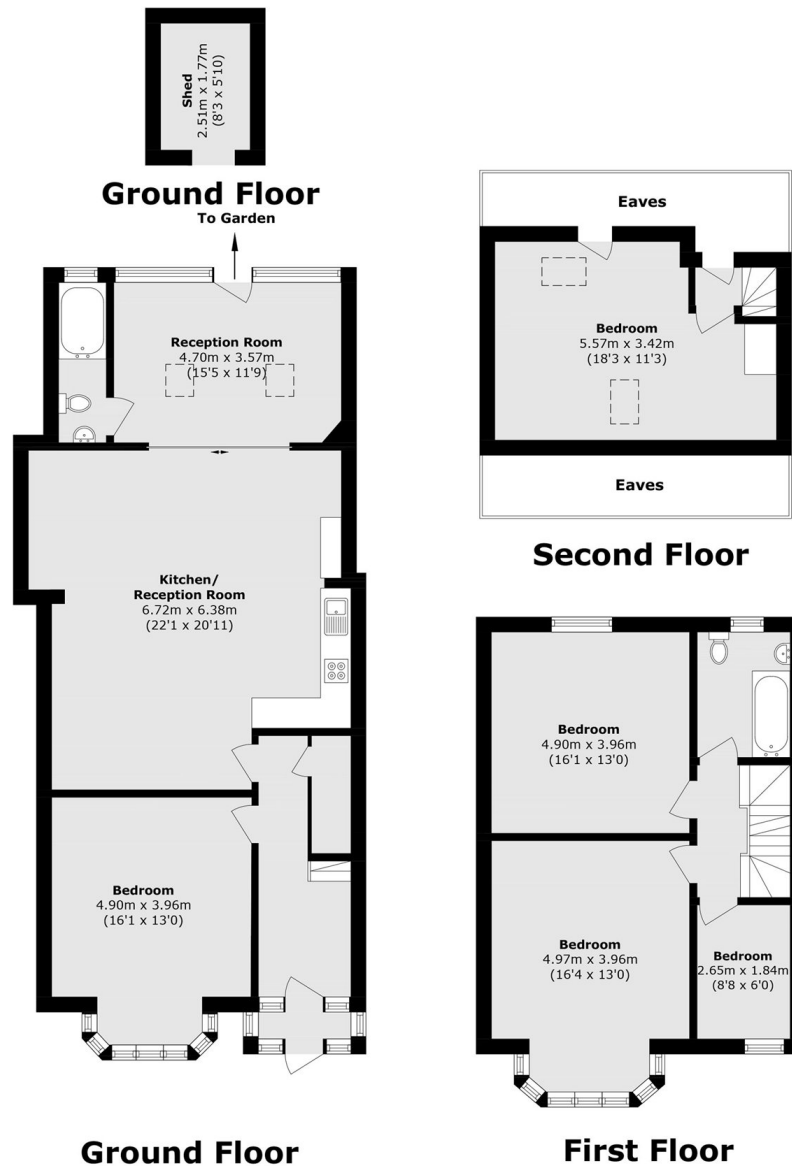 Shed
2.51m x 1.77m
(8'3 x 5'10)
Ground Floor
To Garden
Reception Room
4.70m x 3.57m
(15'5 x 11'9)
Kitchen/
Reception Room
6.72m x 6.38m
(22'1 x 20'11)
Bedroom
4.90m x 3.96m
(16'1 x 13'0)
Ground Floor
Eaves
Bedroom
5.57m x 3.42m
(18'3 x 11'3)
Eaves
Second Floor
Bedroom
4.90m x 3.96m
(16'1 x 13'0)
Bedroom
4.97m x 3.96m
(16'4 x 13'0)
Bedroom
2.65m x 1.84m
(8'8 x 6'0)
First Floor